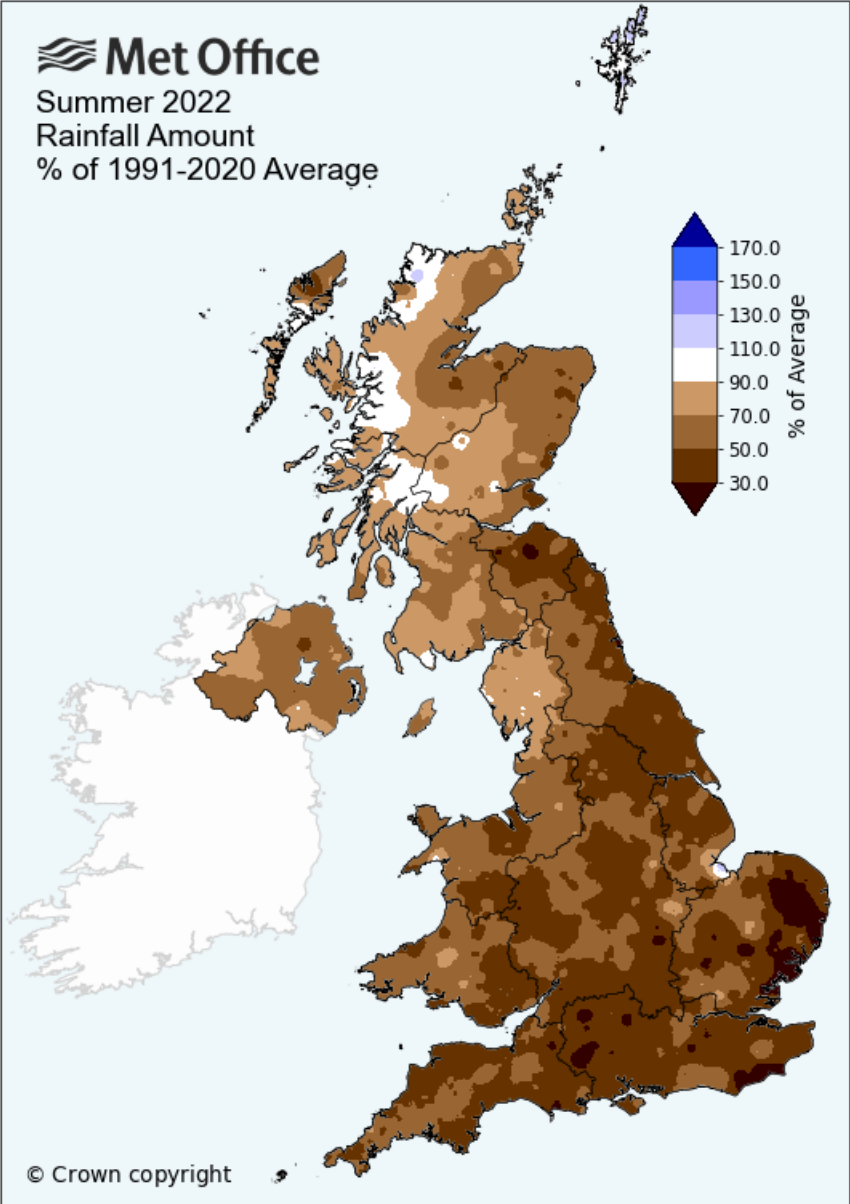 Met Office
Summer 2022
Rainfall Amount
% of 1991-2020 Average
170.0
150.0
130.0
110.0
90.0
70.0
50.0
30.0
% of Average
© Crown copyright